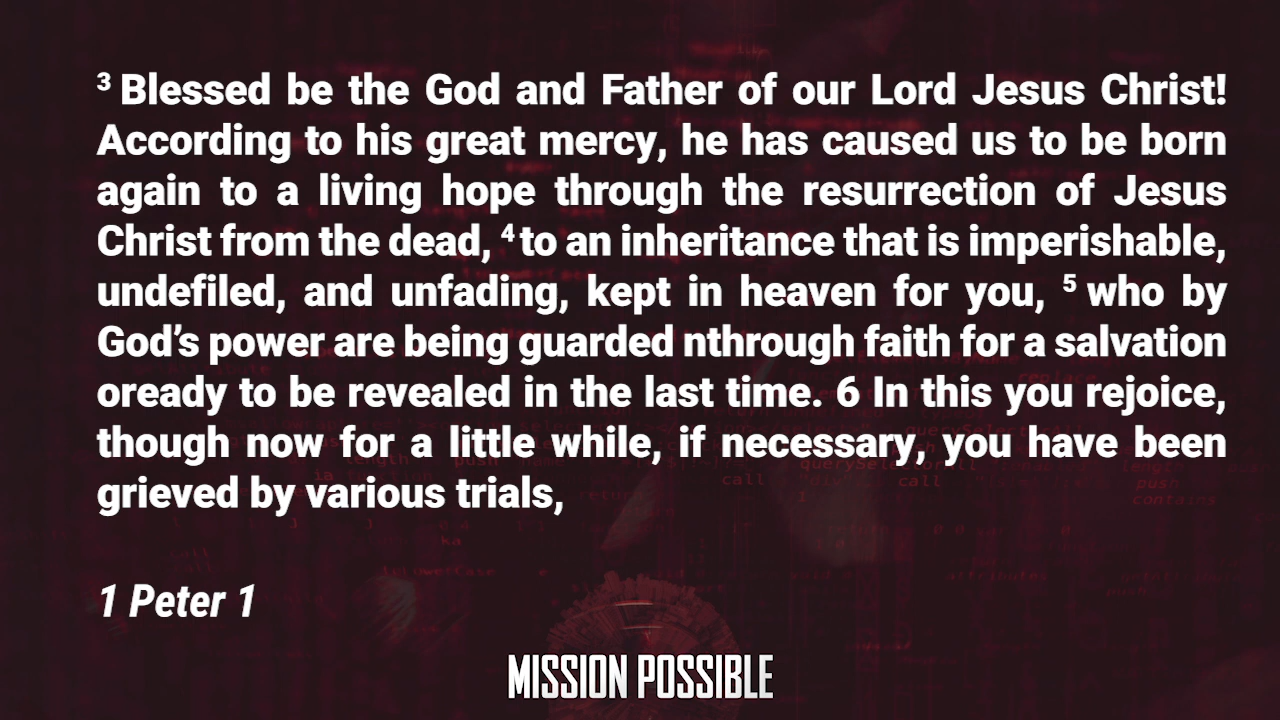 ³ Blessed be the God and Father of our Lord Jesus Christ!
According to his great mercy, he has caused us to be born
again to a living hope through the resurrection of Jesus
Christ from the dead, ⁴ to an inheritance that is imperishable,
undefiled, and unfading, kept in heaven for you, ⁵ who by
God’s power are being guarded nthrough faith for a salvation
oready to be revealed in the last time. 6 In this you rejoice,
though now for a little while, if necessary, you have been
grieved by various trials,
1 Peter 1
MISSION POSSIBLE